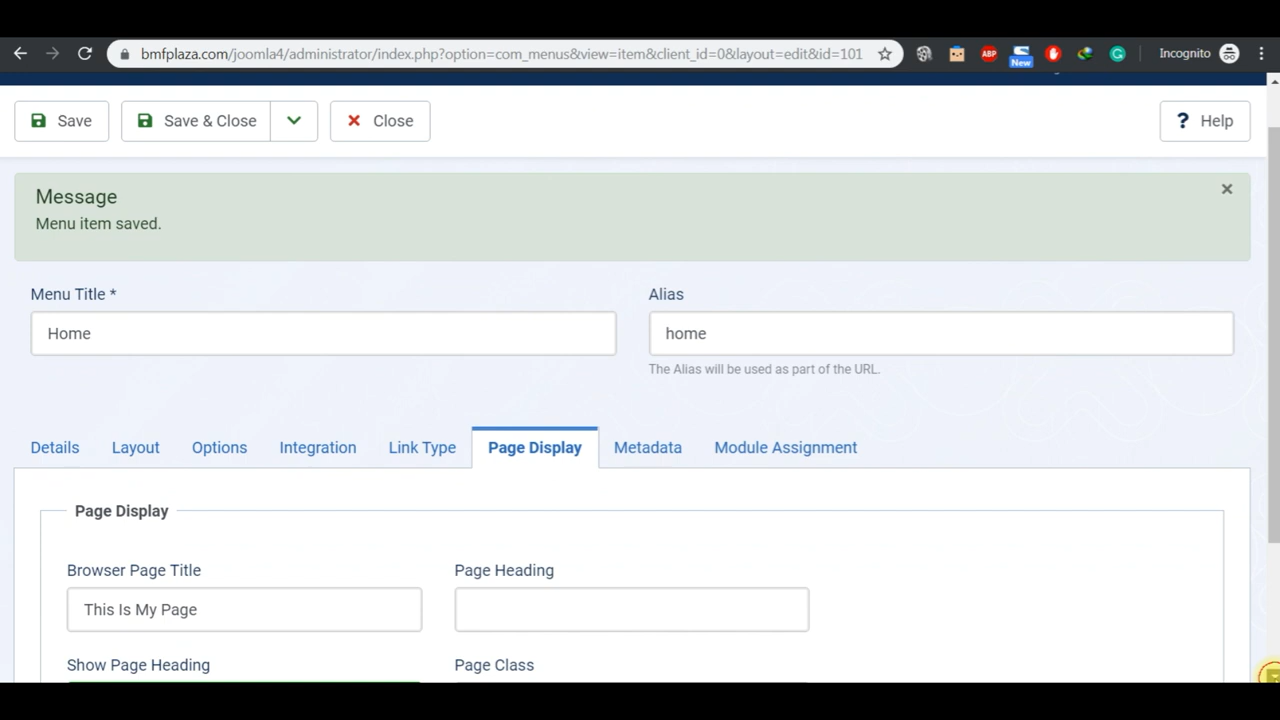 bmfplaza.com/joomla4/administrator/index.php?option=com_menus&view=item&client_id=0&layout=edit&id=101
ABP
New
Incognito
Save
Save & Close
Close
? Help
Message
Menu item saved.
Menu Title *
Alias
Home
home
The Alias will be used as part of the URL.
Details
Layout
Options
Integration
Link Type
Page Display
Metadata
Module Assignment
Page Display
Browser Page Title
Page Heading
This Is My Page
Show Page Heading
Page Class